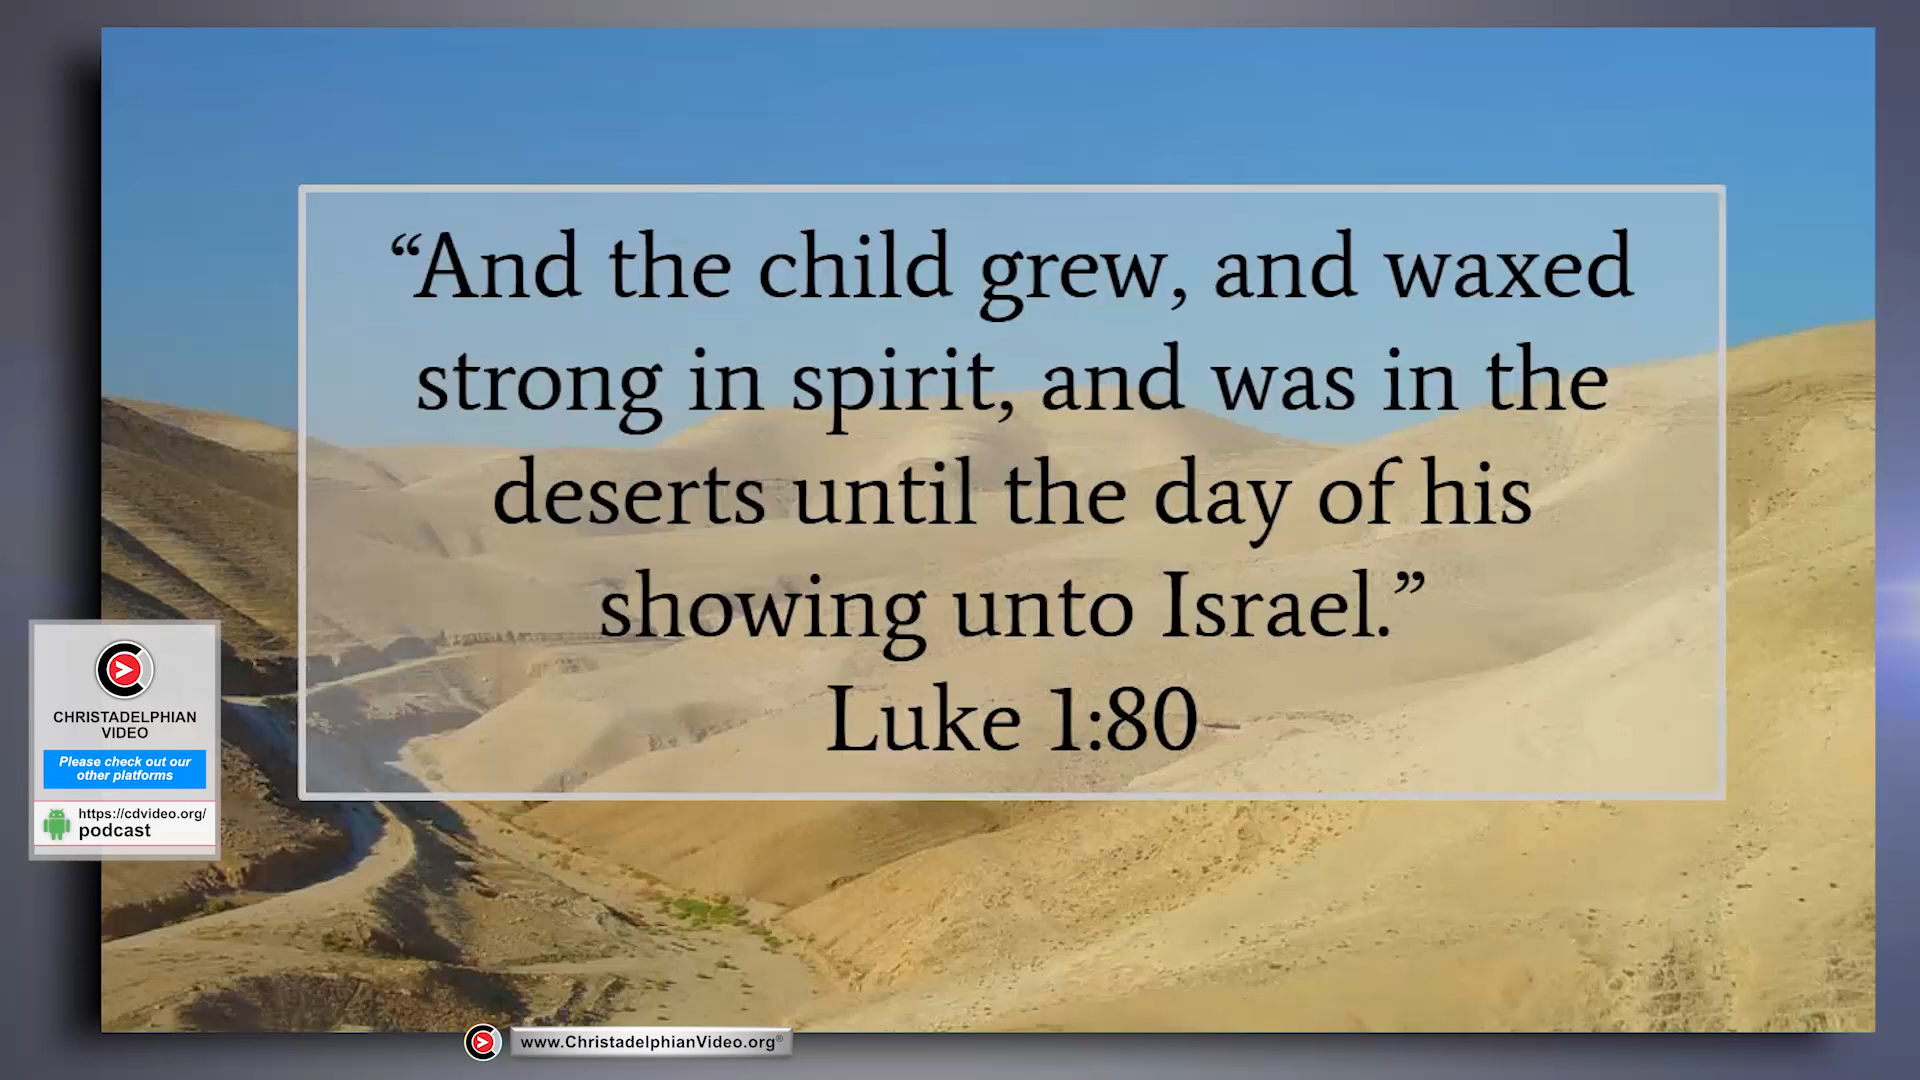 “And the child grew, and waxed
strong in spirit, and was in the
deserts until the day of his
showing unto Israel.”
Luke 1:80
CHRISTADELPHIAN
VIDEO
Please check out our
other platforms
https://cdvideo.org/
podcast
www.ChristadelphianVideo.org®